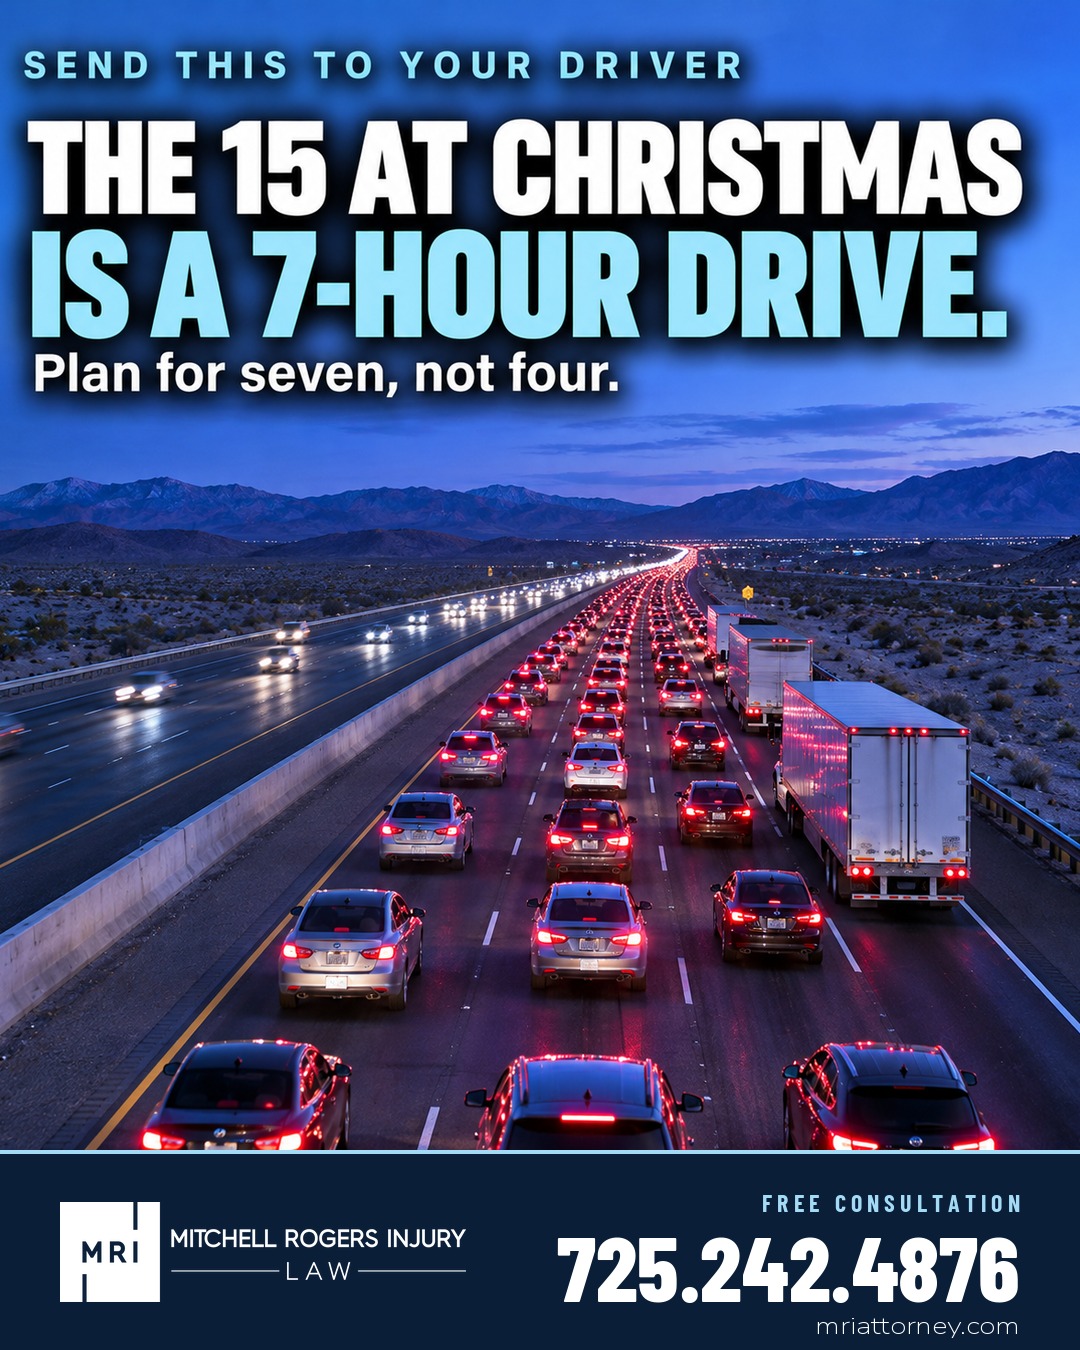 SEND THIS TO YOUR DRIVER
THE 15 AT CHRISTMAS
IS A 7-HOUR DRIVE.
Plan for seven, not four.
MRI
MITCHELL ROGERS INJURY
LAW
FREE CONSULTATION
725.242.4876
mriattorney.com